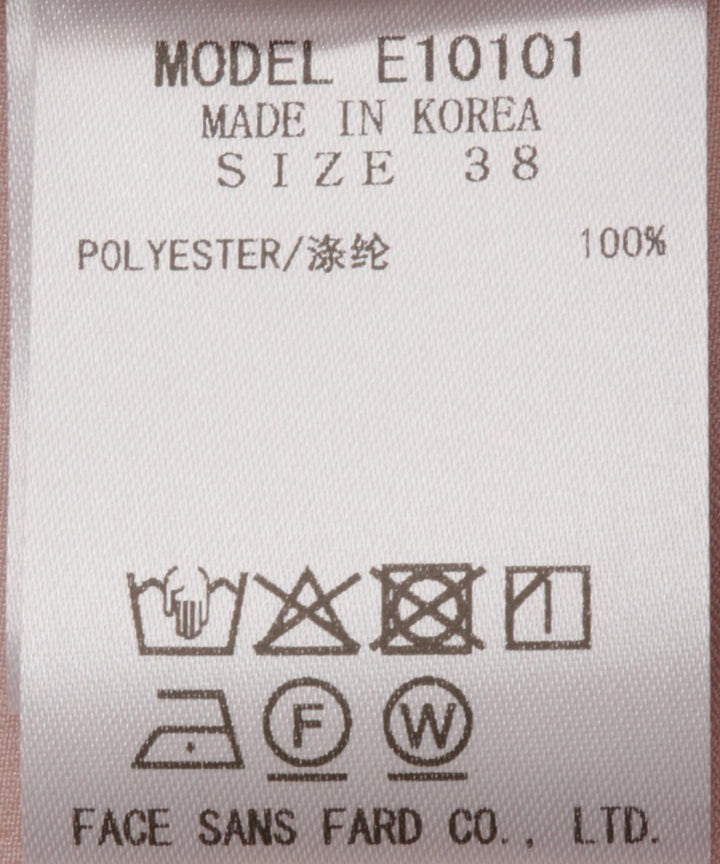 MODEL E10101
MADE IN KOREA
SIZE 38
POLYESTER/涤纶 100%
F W
FACE SANS FARD CO., LTD.